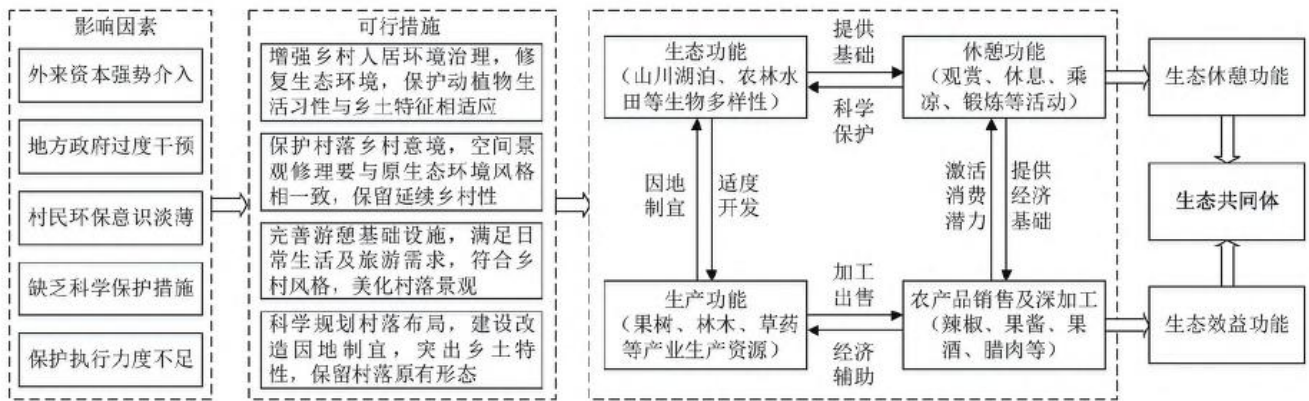 影响因素
外来资本强势介入
地方政府过度干预
村民环保意识淡薄
缺乏科学保护措施
保护执行力度不足
可行措施
增强乡村人居环境治理，修
复生态环境，保护动植物生
活习性与乡土特征相适应
保护村落乡村意境，空间景
观修理要与原生态环境风格
相一致，保留延续乡村性
完善游憩基础设施，满足日
常生活及旅游需求，符合乡
村风格，美化村落景观
科学规划村落布局，建设改
造因地制宜，突出乡土特
性，保留村落原有形态
生态功能
（山川湖泊、农林水
田等生物多样性）
提供
基础
科学
保护
休憩功能
（观赏、休息、乘
凉、锻炼等活动）
因地
制宜
适度
开发
激活
消费
潜力
提供
经济
基础
生产功能
（果树、林木、草药
等产业生产资源）
加工
出售
经济
辅助
农产品销售及深加工
（辣椒、果酱、果
酒、腊肉等）
生态休憩功能
生态共同体
生态效益功能